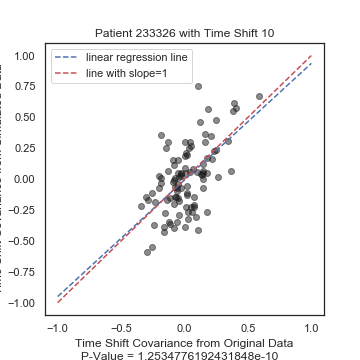 Patient 233326 with Time Shift 10
linear regression line
line with slope=1
1.00
0.75
0.50
0.25
0.00
−0.25
−0.50
−0.75
−1.00
−1.0
−0.5
0.0
0.5
1.0
Time Shift Covariance from Original Data
P-Value = 1.2534776192431848e-10